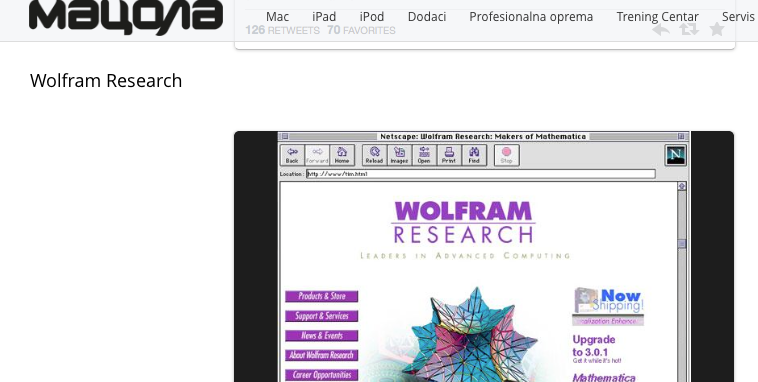 Мацола
Mac iPad iPod Dodaci Profesionalna oprema Trening Centar Servis
126 RETWEETS 70 FAVORITES
Wolfram Research
Netscape: Wolfram Research: Makers of Mathematica
Back Forward Home Reload Images Open Print Find Stop
N
Location: http://www/tim.html
WOLFRAM
RESEARCH
LEADERS IN ADVANCED COMPUTING
Products & Store
Support & Services
News & Events
About Wolfram Research
Career Opportunities
Now
Shipping!
Upgrade
to 3.0.1
Get it while it's hot!
Mathematica